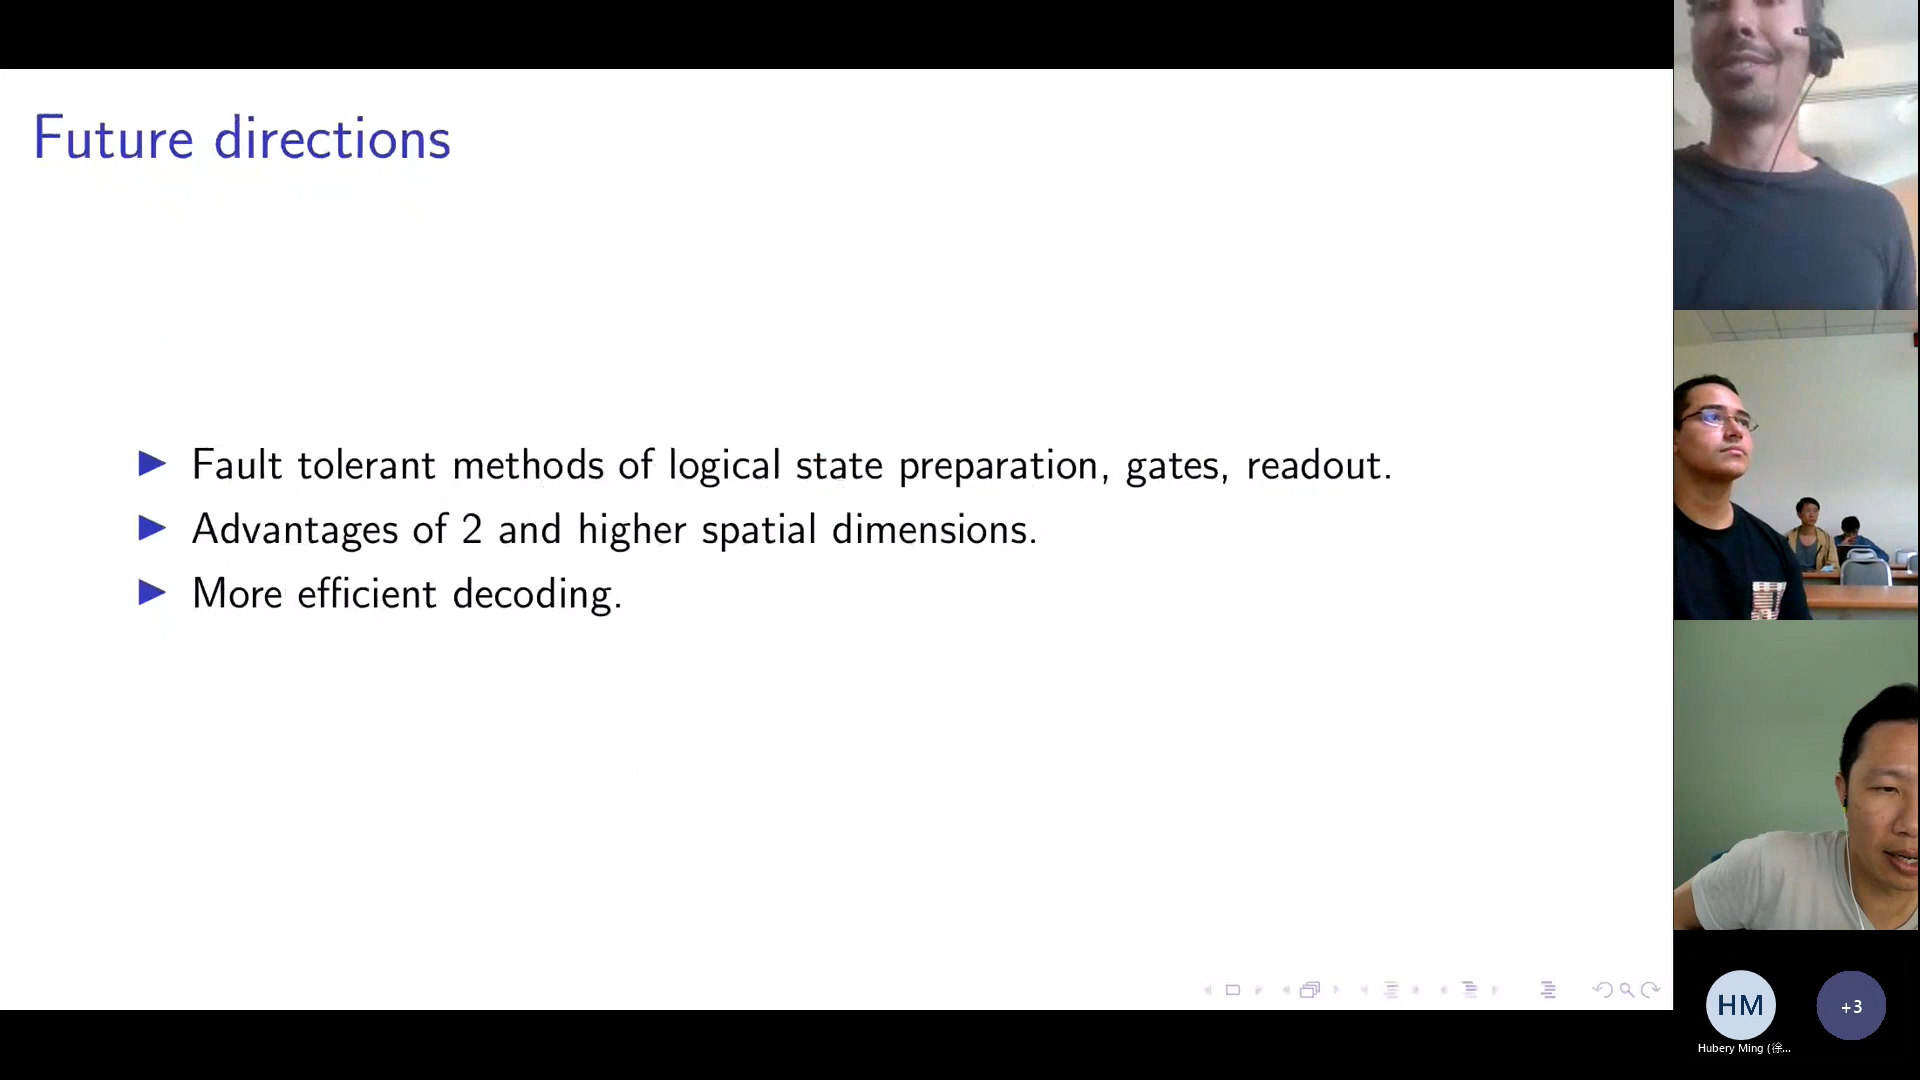 Future directions
Fault tolerant methods of logical state preparation, gates, readout.
Advantages of 2 and higher spatial dimensions.
More efficient decoding.
HM
+3
Hubery Ming (徐...